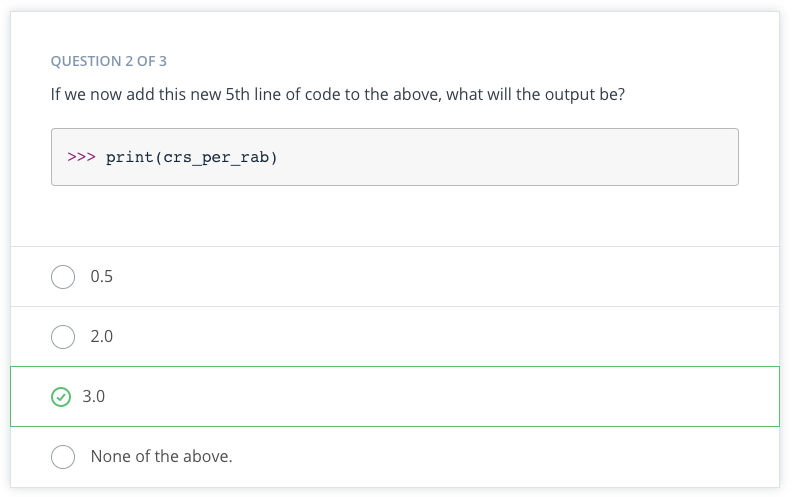 QUESTION 2 OF 3
If we now add this new 5th line of code to the above, what will the output be?
>>> print(crs_per_rab)
0.5
2.0
3.0
None of the above.